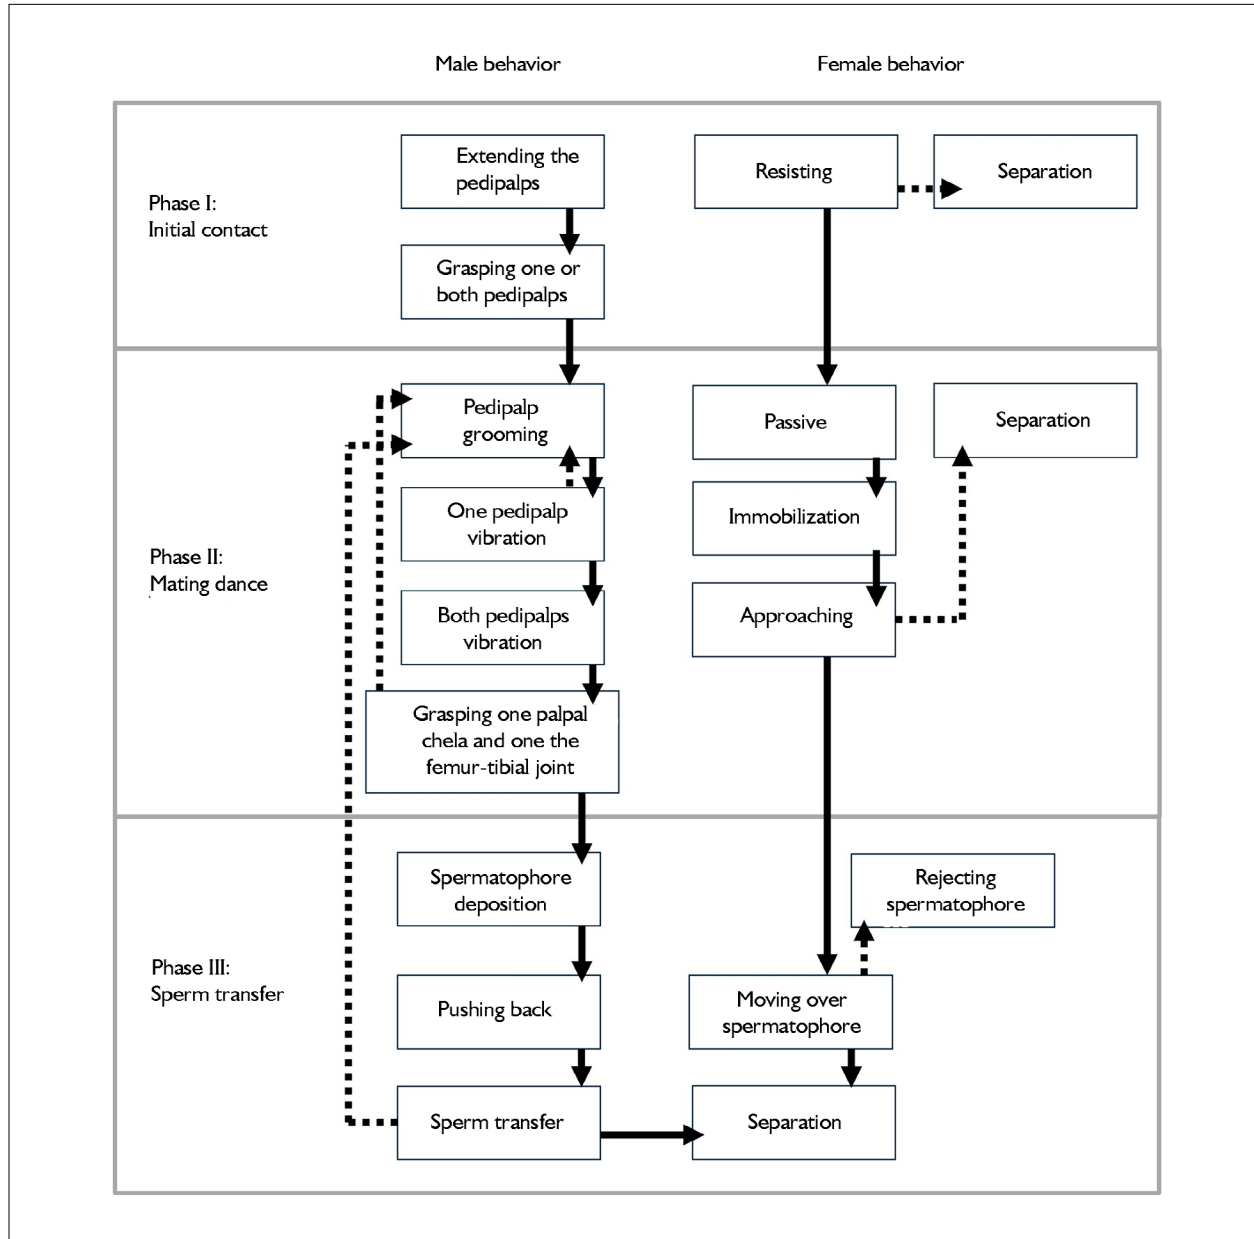 Male behavior
Female behavior
Phase I:
Initial contact
Extending the
pedipalps
Grasping one or
both pedipalps
Resisting
Separation
Phase II:
Mating dance
Pedipalp
grooming
One pedipalp
vibration
Both pedipalps
vibration
Grasping one palpal
chela and one the
femur-tibial joint
Passive
Immobilization
Approaching
Separation
Phase III:
Sperm transfer
Spermatophore
deposition
Pushing back
Sperm transfer
Rejecting
spermatophore
Moving over
spermatophore
Separation